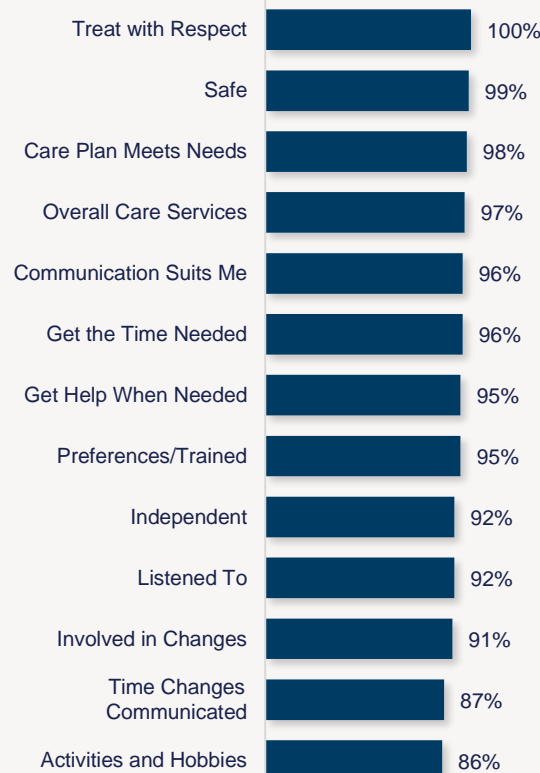 Treat with Respect 100%
Safe 99%
Care Plan Meets Needs 98%
Overall Care Services 97%
Communication Suits Me 96%
Get the Time Needed 96%
Get Help When Needed 95%
Preferences/Trained 95%
Independent 92%
Listened To 92%
Involved in Changes 91%
Time Changes
Communicated 87%
Activities and Hobbies 86%